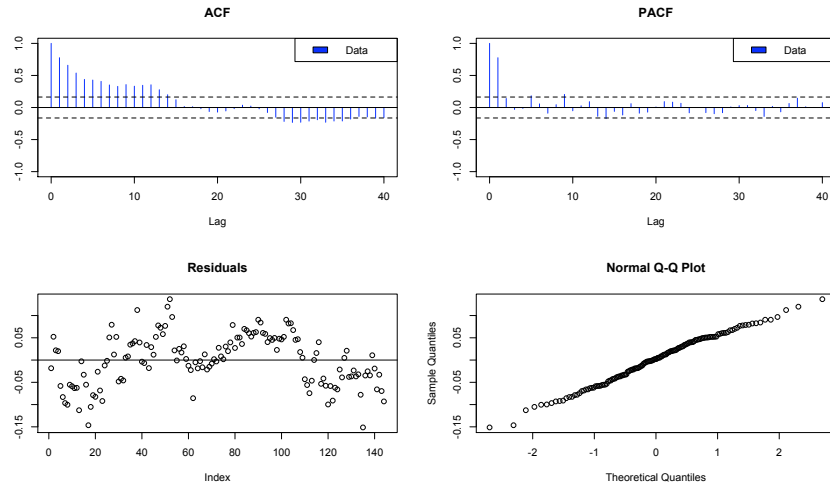 ACF
Data
1.0
0.5
0.0
-0.5
-1.0
0 10 20 30 40
Lag
PACF
Data
1.0
0.5
0.0
-0.5
-1.0
0 10 20 30 40
Lag
Residuals
0.05
-0.05
-0.15
0 20 40 60 80 100 120 140
Index
Normal Q-Q Plot
Sample Quantiles
0.05
-0.05
-0.15
-2 -1 0 1 2
Theoretical Quantiles